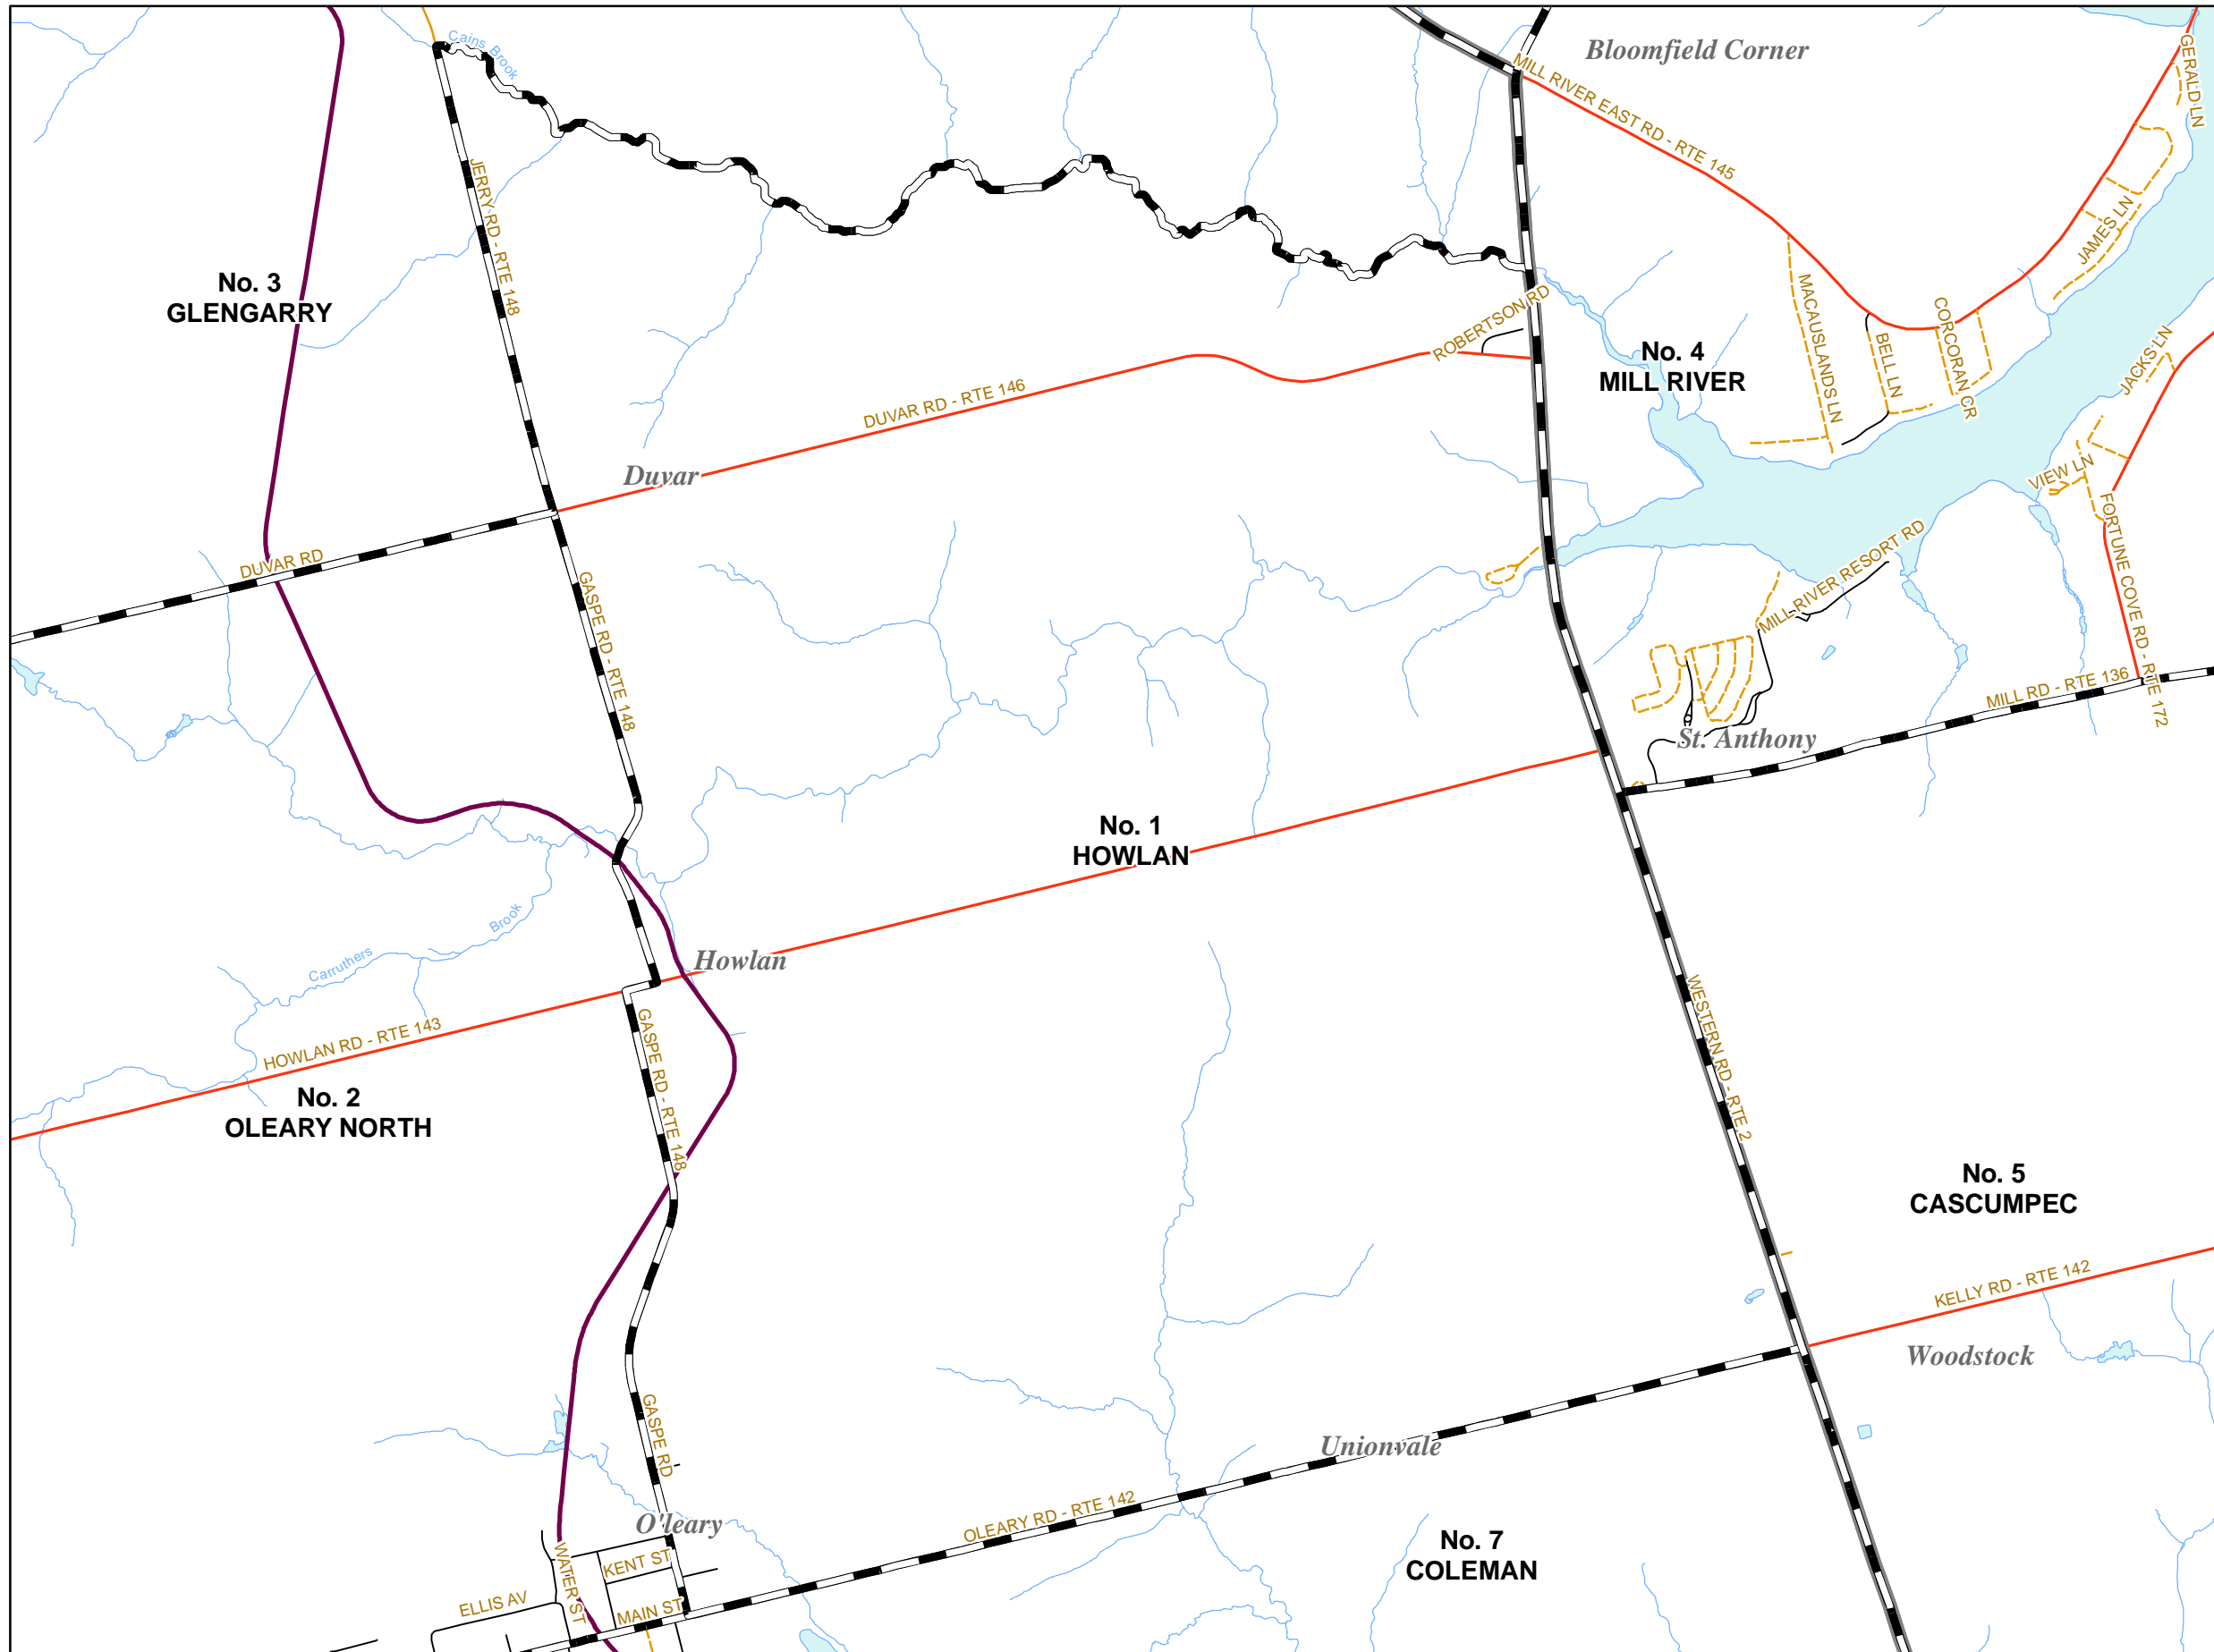 Cains Brook
Bloomfield Corner
GERALD LN
MILL RIVER EAST RD - RTE 145
JERRY RD - RTE 148
JAMES LN
No. 3
GLENGARRY
MACAUSLANDS LN
ROBERTSON RD
CORCORAN CR
BELL LN
JACKS LN
No. 4
MILL RIVER
DUVAR RD - RTE 146
Duvar
VIEW LN
FORTUNE COVE RD - RTE 172
DUVAR RD
MILL RIVER RESORT RD
GASPE RD - RTE 148
MILL RD - RTE 136
St. Anthony
No. 1
HOWLAN
Brook
Carruthers
Howlan
WESTERN RD - RTE 2
HOWLAN RD - RTE 143
GASPE RD - RTE 148
No. 2
OLEARY NORTH
No. 5
CASCUMPEC
KELLY RD - RTE 142
Woodstock
GASPE RD
Unionvale
OLEARY RD - RTE 142
O'leary
No. 7
COLEMAN
WATER ST
KENT ST
ELLIS AV
MAIN ST